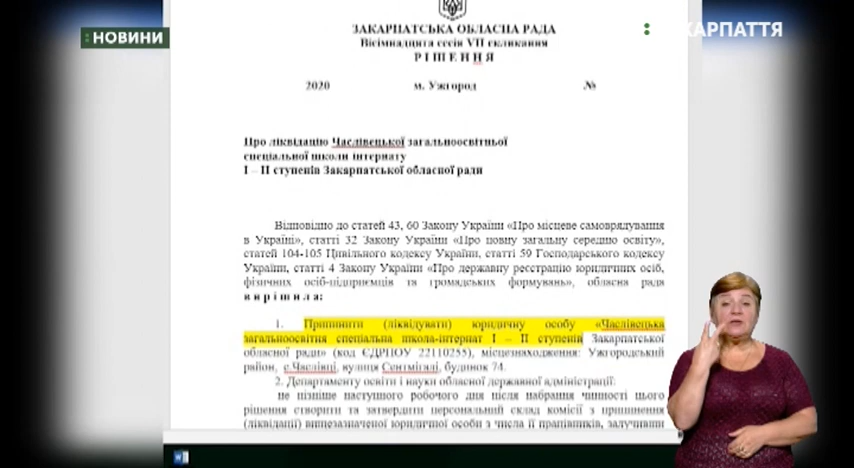 НОВИНИ
КАРПАТТЯ
ЗАКАРПАТСЬКА ОБЛАСНА РАДА
Вісімнадцята сесія VII скликання
Р І Ш Е Н Н Я
2020 м. Ужгород №
Про ліквідацію Часлівецької загальноосвітньої
спеціальної школи інтернату
І – ІІ ступенів Закарпатської обласної ради
Відповідно до статей 43, 60 Закону України «Про місцеве самоврядування
в Україні», статті 32 Закону України «Про повну загальну середню освіту»,
статей 104-105 Цивільного кодексу України, статті 59 Господарського кодексу
України, статті 4 Закону України «Про державну реєстрацію юридичних осіб,
фізичних осіб-підприємців та громадських формувань», обласна рада
в и р і ш и л а:
1. Припинити (ліквідувати) юридичну особу «Часлівецька
загальноосвітня спеціальна школа-інтернат І – ІІ ступенів Закарпатської
обласної ради» (код ЄДРПОУ 22110255), місцезнаходження: Ужгородський
район, с.Часлівці, вулиця Сентмігалі, будинок 74.
2. Департаменту освіти і науки обласної державної адміністрації:
не пізніше наступного робочого дня після набрання чинності цього
рішення створити та затвердити персональний склад комісії з припинення
(ліквідації) вищезазначеної юридичної особи з числа її працівників, залучивши